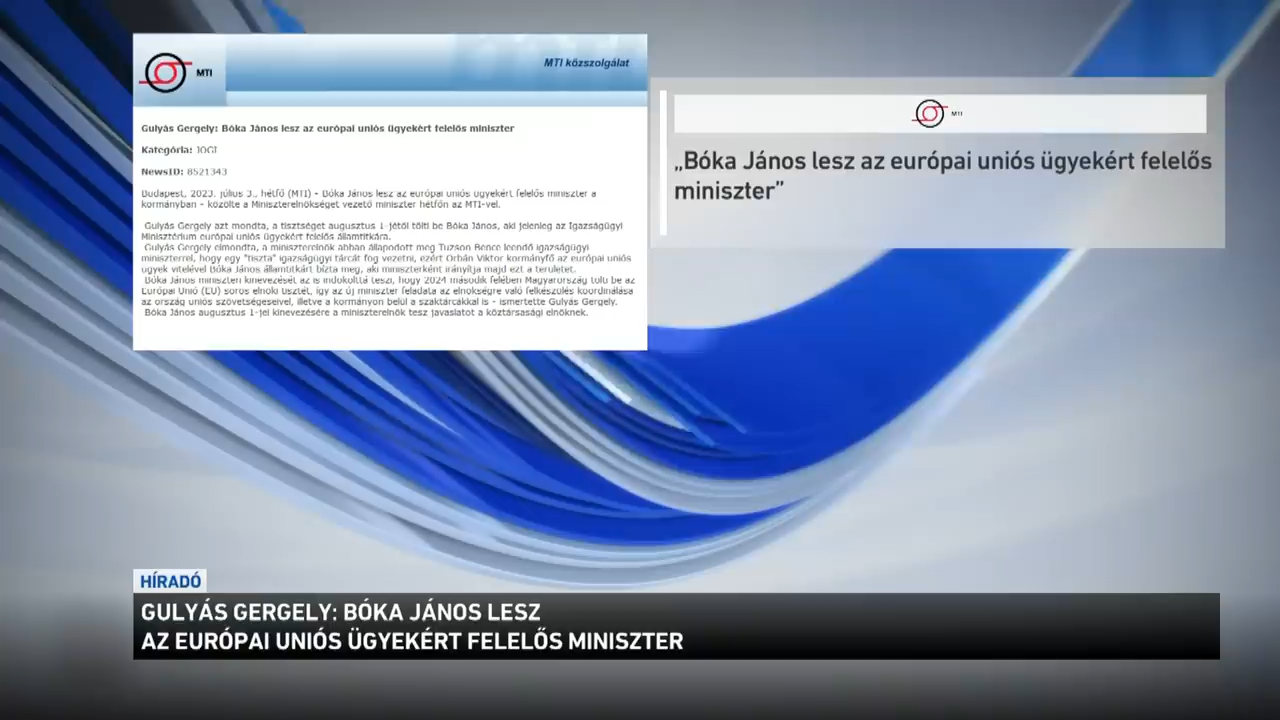 MTI
MTI közszolgálat
Gulyás Gergely: Bóka János lesz az európai uniós ügyekért felelős miniszter
Kategória: JOGI
NewsID: 8521343
Budapest, 2023. július 3., hétfő (MTI) - Bóka János lesz az európai uniós ügyekért felelős miniszter a
kormányban - közölte a Miniszterelnökséget vezető miniszter hétfőn az MTI-vel.
Gulyás Gergely azt mondta, a tisztséget augusztus 1-jétől tölti be Bóka János, aki jelenleg az Igazságügyi
Minisztérium európai uniós ügyekért felelős államtitkára.
Gulyás Gergely elmondta, a miniszterelnök abban állapodott meg Tuzson Bence leendő igazságügyi
miniszterrel, hogy egy "tiszta" igazságügyi tárcát fog vezetni, ezért Orbán Viktor kormányfő az európai uniós
ügyek vitelével Bóka János államtitkárt bízta meg, aki miniszterként irányítja majd ezt a területet.
Bóka János miniszteri kinevezését az is indokolttá teszi, hogy 2024 második felében Magyarország tölti be az
Európai Unió (EU) soros elnöki tisztét, így az új miniszter feladata az elnökségre való felkészülés koordinálása
az ország uniós szövetségeseivel, illetve a kormányon belül a szaktárcákkal is - ismertette Gulyás Gergely.
Bóka János augusztus 1-jei kinevezésére a miniszterelnök tesz javaslatot a köztársasági elnöknek.
MTI
„Bóka János lesz az európai uniós ügyekért felelős
miniszter”
HÍRADÓ
GULYÁS GERGELY: BÓKA JÁNOS LESZ
AZ EURÓPAI UNIÓS ÜGYEKÉRT FELELŐS MINISZTER